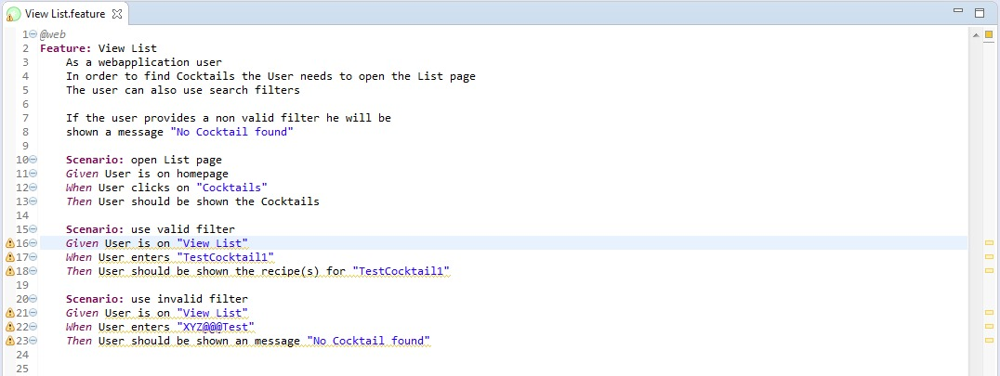 View List.feature
1 @web
2 Feature: View List
3 As a webapplication user
4 In order to find Cocktails the User needs to open the List page
5 The user can also use search filters
6
7 If the user provides a non valid filter he will be
8 shown a message "No Cocktail found"
9
10 Scenario: open List page
11 Given User is on homepage
12 When User clicks on "Cocktails"
13 Then User should be shown the Cocktails
14
15 Scenario: use valid filter
16 Given User is on "View List"
17 When User enters "TestCocktail1"
18 Then User should be shown the recipe(s) for "TestCocktail1"
19
20 Scenario: use invalid filter
21 Given User is on "View List"
22 When User enters "XYZ@@@Test"
23 Then User should be shown an message "No Cocktail found"
24
25